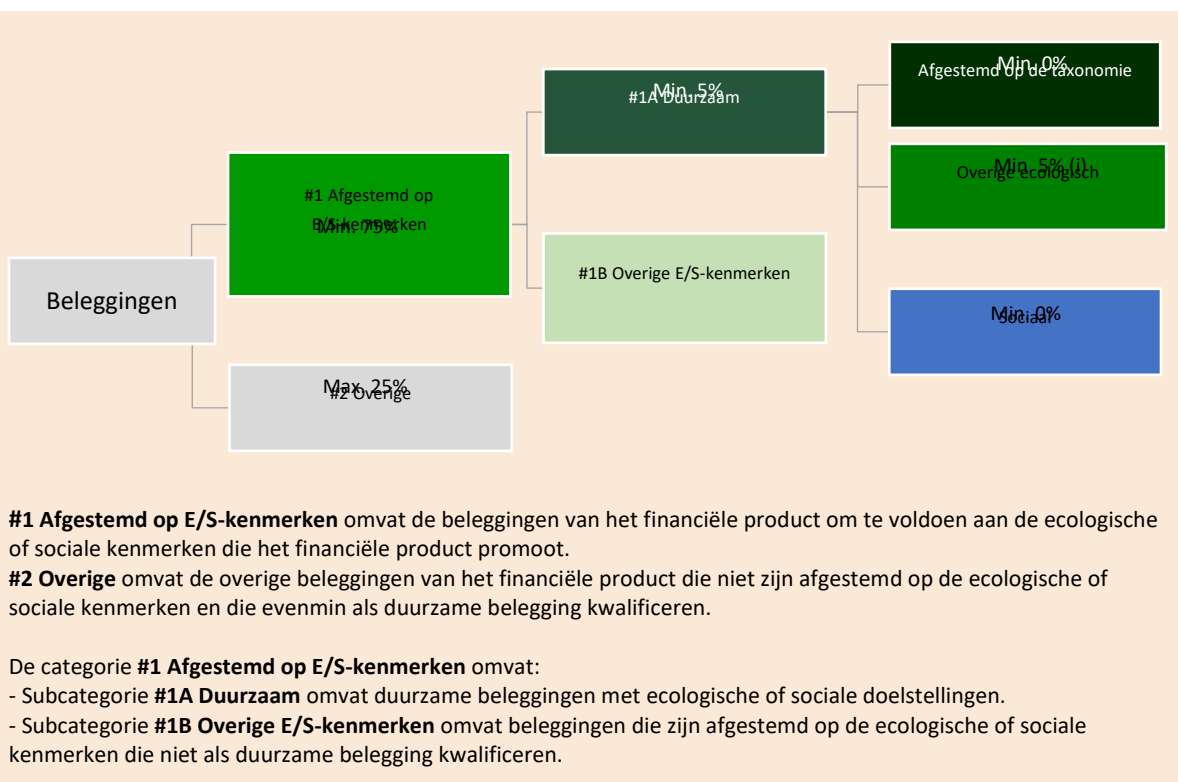 Beleggingen
#1 Afgestemd op
E/S-kenmerken
Min. 75%
Max. 25%
#2 Overige
Min. 5%
#1A Duurzaam
#1B Overige E/S-kenmerken
Min. 0%
Afgestemd op de taxonomie
Min. 5% (i)
Overige ecologisch
Min. 0%
Sociaal
#1 Afgestemd op E/S-kenmerken omvat de beleggingen van het financiële product om te voldoen aan de ecologische
of sociale kenmerken die het financiële product promoot.
#2 Overige omvat de overige beleggingen van het financiële product die niet zijn afgestemd op de ecologische of
sociale kenmerken en die evenmin als duurzame belegging kwalificeren.
De categorie #1 Afgestemd op E/S-kenmerken omvat:
- Subcategorie #1A Duurzaam omvat duurzame beleggingen met ecologische of sociale doelstellingen.
- Subcategorie #1B Overige E/S-kenmerken omvat beleggingen die zijn afgestemd op de ecologische of sociale
kenmerken die niet als duurzame belegging kwalificeren.